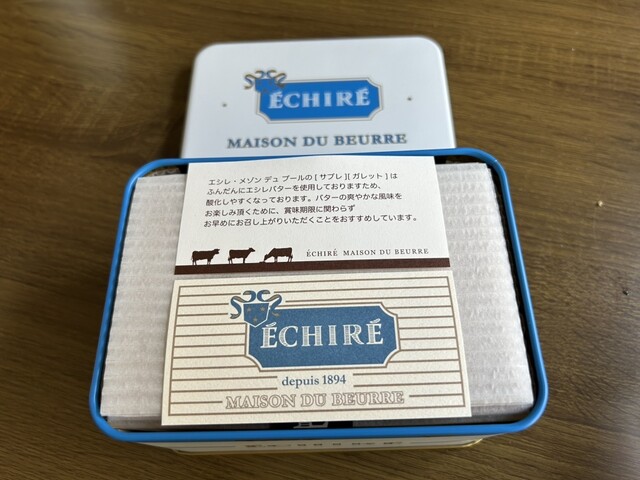 ÉCHIRÉ
MAISON DU BEURRE
エシレ・メゾン デュ ブールの [ サブレ ][ ガレット ] は
ふんだんにエシレバターを使用しておりますため、
酸化しやすくなっております。バターの爽やかな風味を
お楽しみ頂くために、賞味期限に関わらず
お早めにお召し上がりいただくことをおすすめしています。
ÉCHIRÉ MAISON DU BEURRE
ÉCHIRÉ
depuis 1894
MAISON DU BEURRE